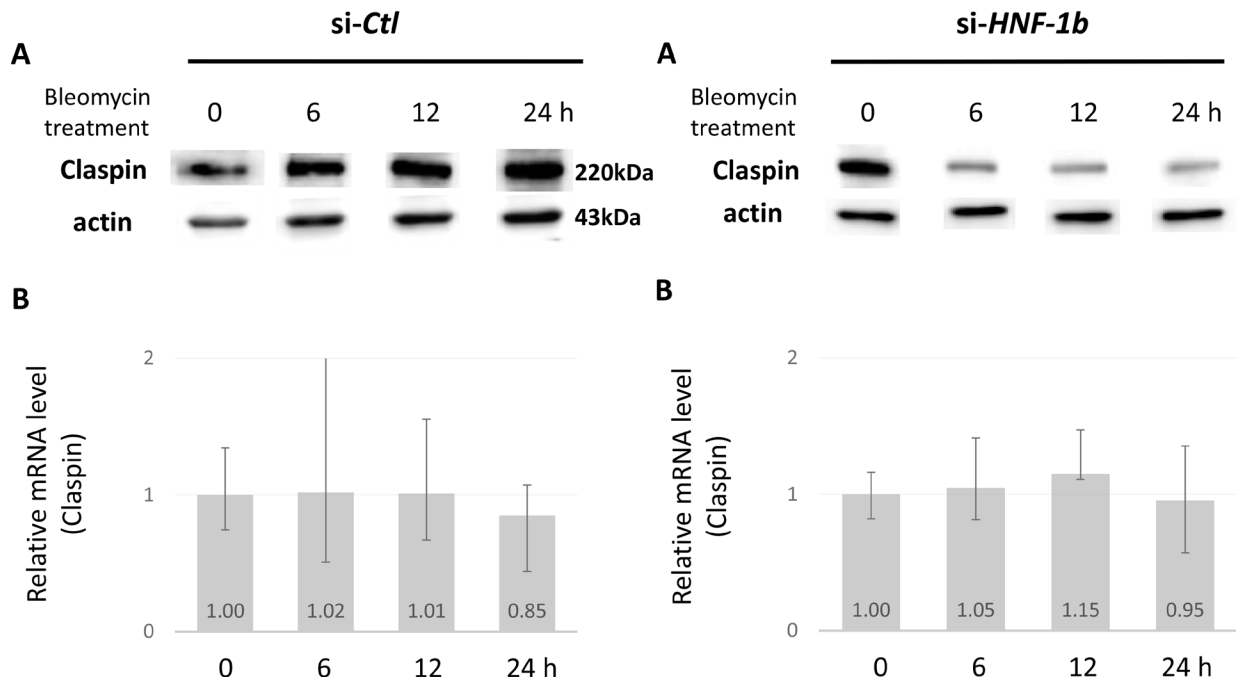 si-Ctl
A
Bleomycin
treatment
0 6 12 24 h
Claspin
220kDa
actin
43kDa
B
Relative mRNA level
(Claspin)
2
1
0
1.00 1.02 1.01 0.85
0 6 12 24 h
si-HNF-1b
A
Bleomycin
treatment
0 6 12 24 h
Claspin
actin
B
Relative mRNA level
(Claspin)
2
1
0
1.00 1.05 1.15 0.95
0 6 12 24 h